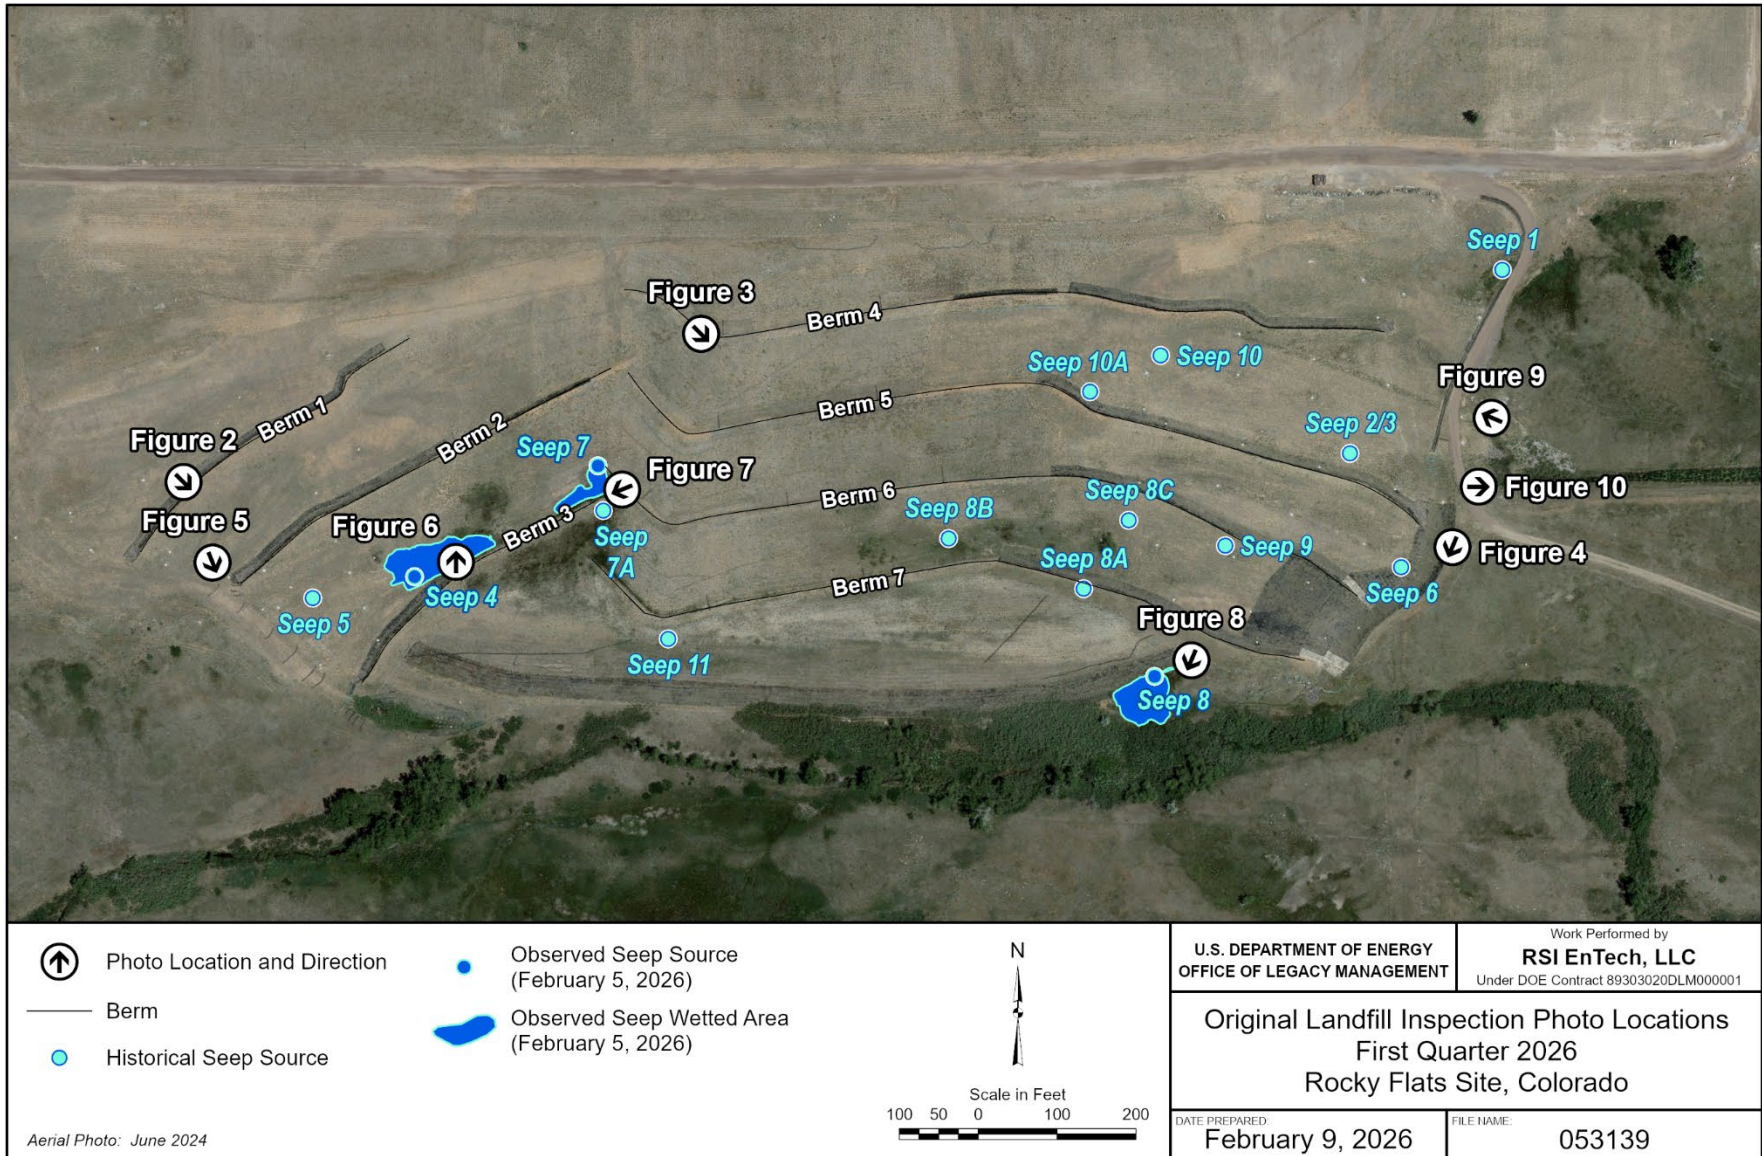 Seep 1
Figure 3
Berm 4
Seep 10A
Seep 10
Figure 9
Berm 1
Berm 5
Figure 2
Berm 2
Seep 2/3
Seep 7
Figure 7
Figure 10
Berm 6
Seep 8C
Figure 5
Figure 6
Berm 3
Seep
7A
Seep 8B
Seep 9
Figure 4
Seep 8A
Berm 7
Seep 6
Seep 4
Seep 5
Figure 8
Seep 11
Seep 8
Photo Location and Direction
Berm
Historical Seep Source
Observed Seep Source
(February 5, 2026)
Observed Seep Wetted Area
(February 5, 2026)
Aerial Photo: June 2024
N
Scale in Feet
100 50 0 100 200
U.S. DEPARTMENT OF ENERGY
OFFICE OF LEGACY MANAGEMENT
Work Performed by
RSI EnTech, LLC
Under DOE Contract 89303020DLM000001
Original Landfill Inspection Photo Locations
First Quarter 2026
Rocky Flats Site, Colorado
DATE PREPARED:
February 9, 2026
FILE NAME:
053139